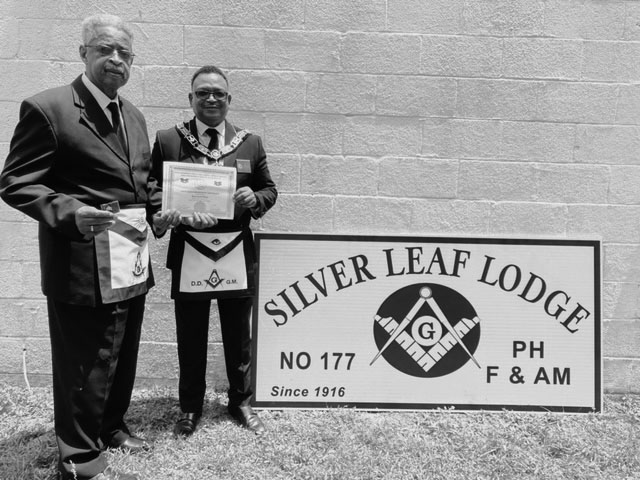 SILVER LEAF LODGE
G
NO 177
PH
F & AM
Since 1916
D.D. G G.M.
G